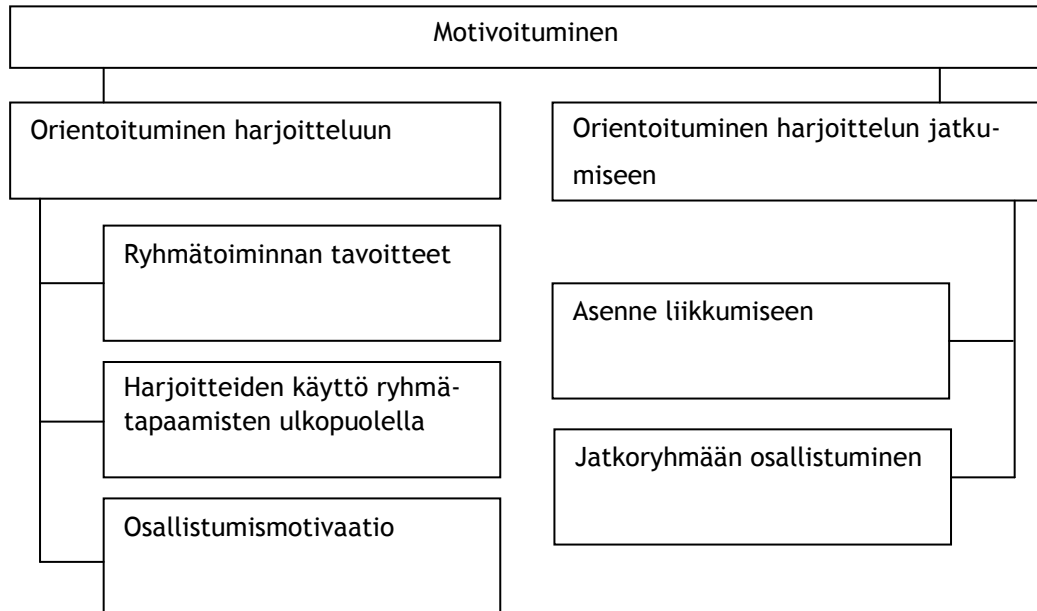 Motivoituminen
Orientoituminen harjoitteluun
Ryhmätoiminnan tavoitteet
Harjoitteiden käyttö ryhmä-
tapaamisten ulkopuolella
Osallistumismotivaatio
Orientoituminen harjoittelun jatku-
miseen
Asenne liikkumiseen
Jatkoryhmään osallistuminen